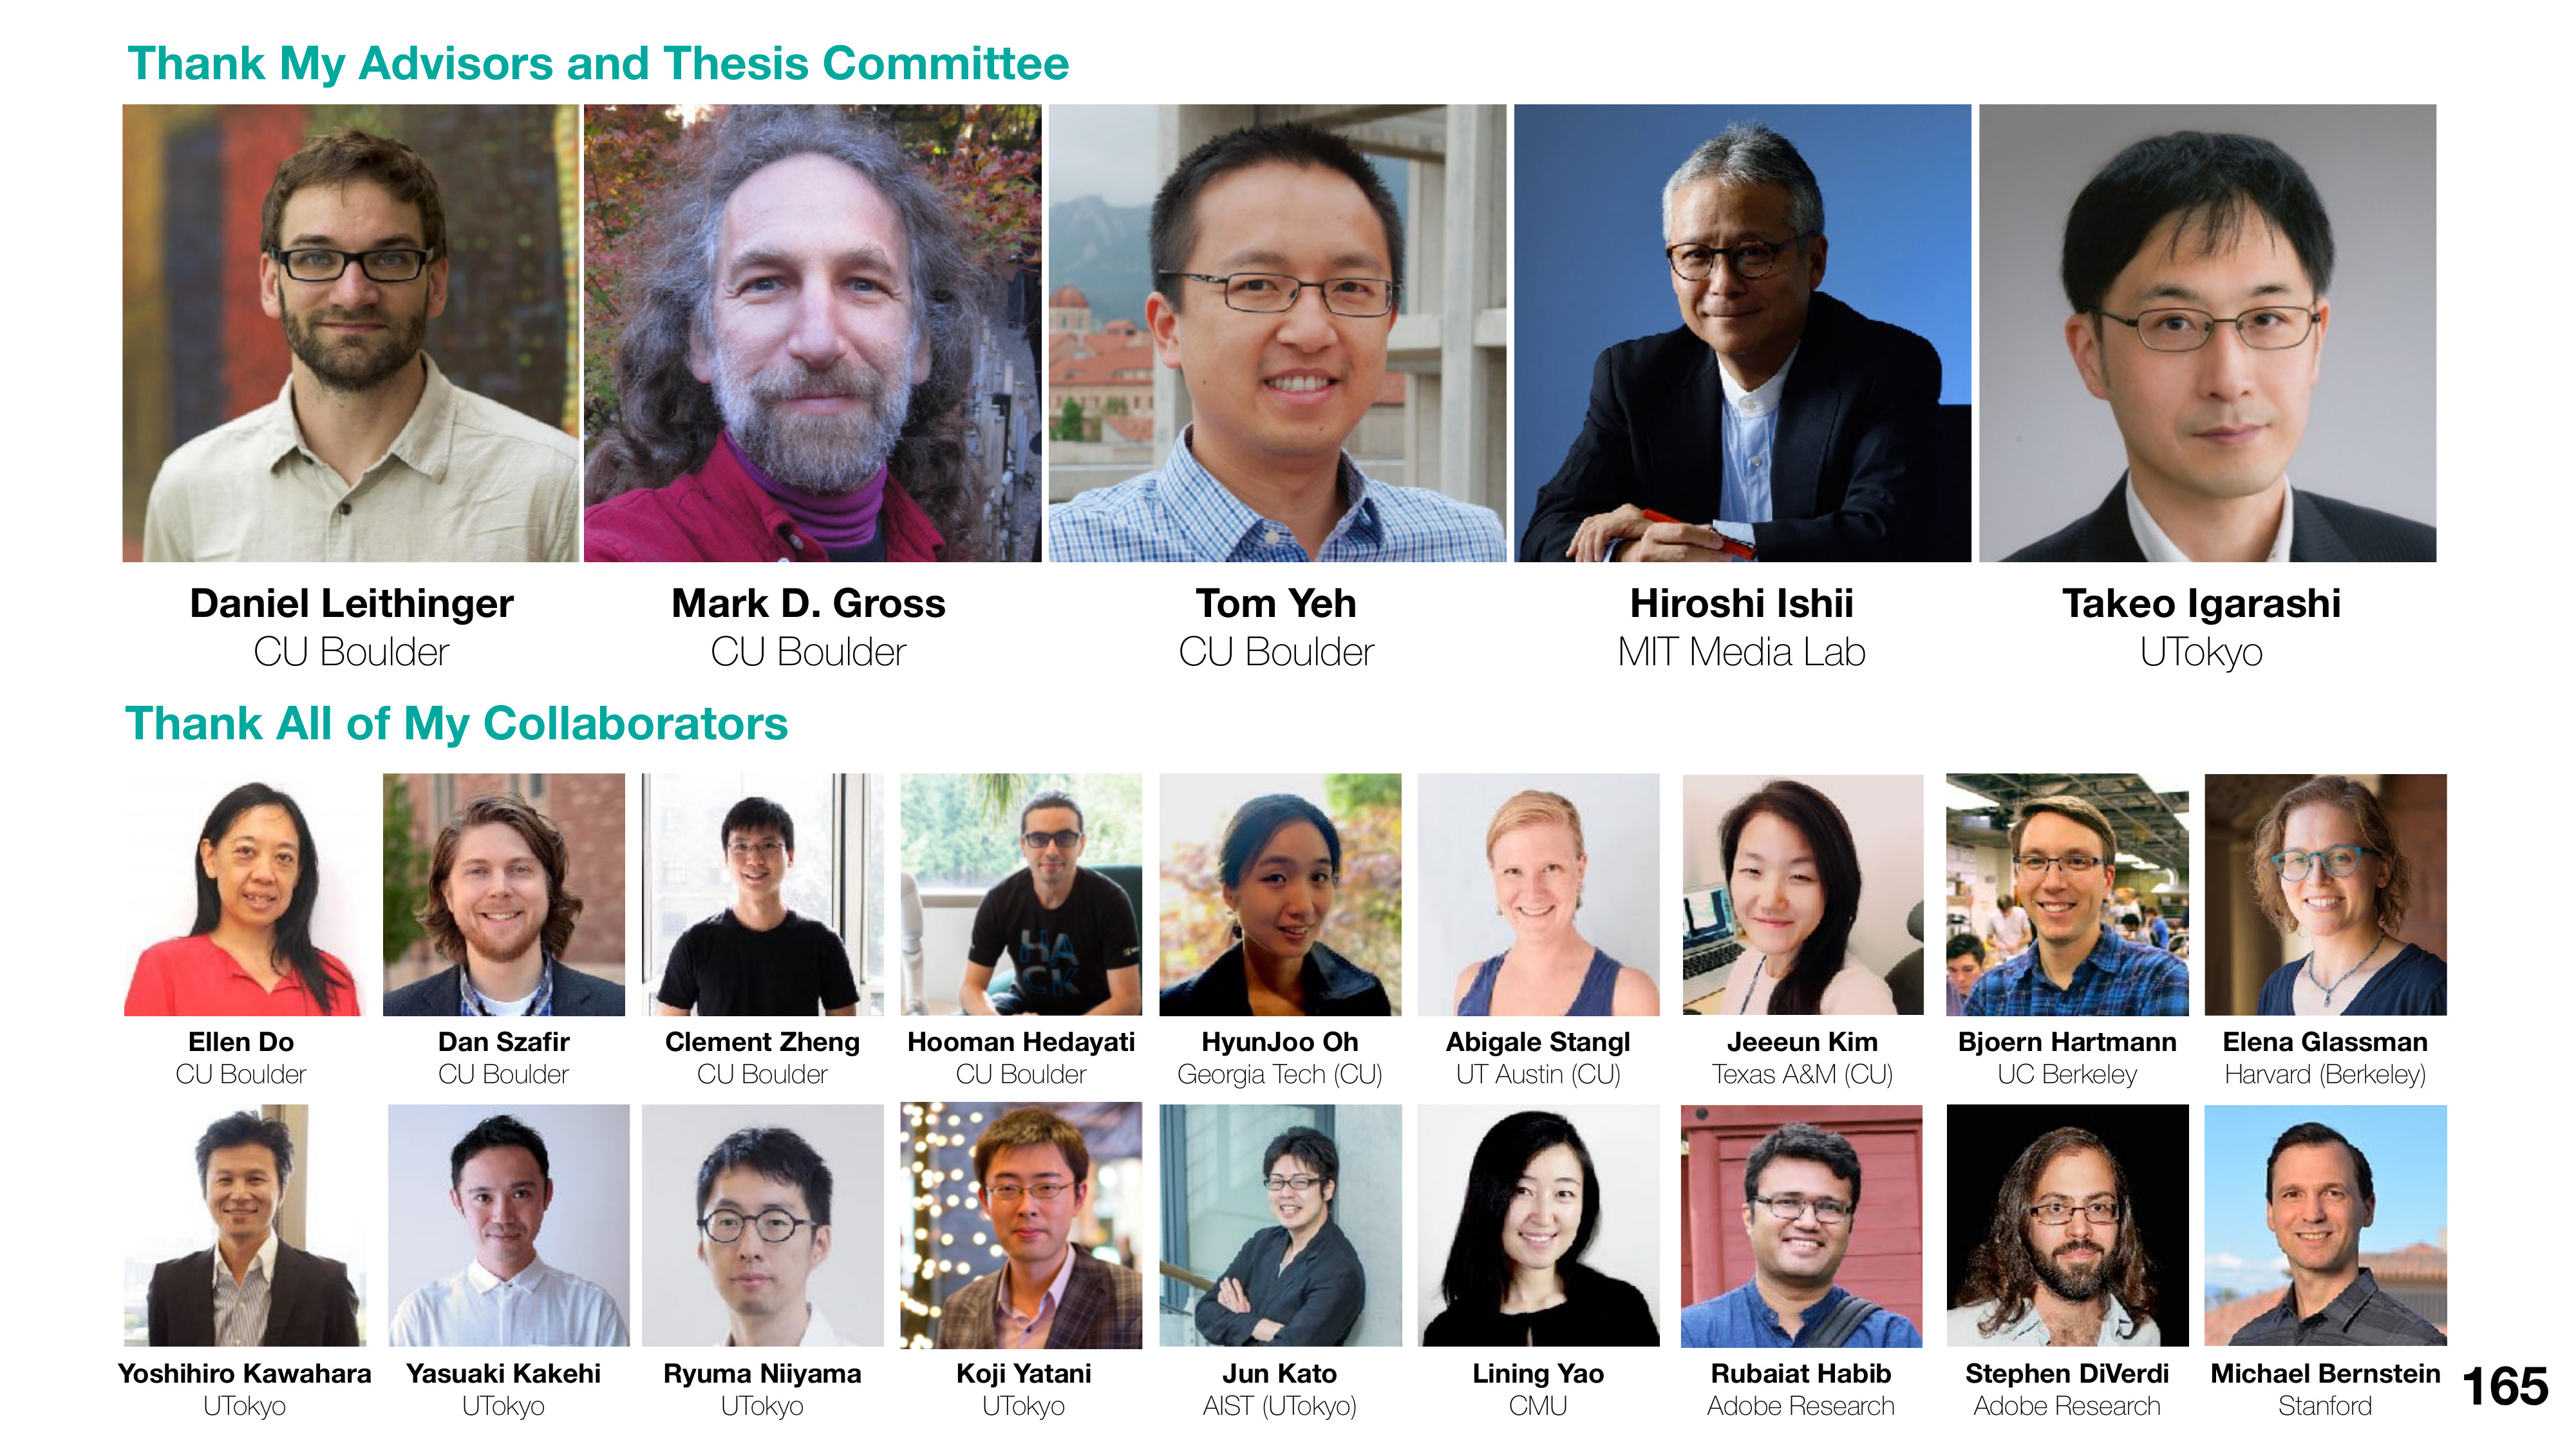 Thank My Advisors and Thesis Committee
Daniel Leithinger
CU Boulder
Mark D. Gross
CU Boulder
Tom Yeh
CU Boulder
Hiroshi Ishii
MIT Media Lab
Takeo Igarashi
UTokyo
Thank All of My Collaborators
HA
CK
Ellen Do
CU Boulder
Dan Szafir
CU Boulder
Clement Zheng
CU Boulder
Hooman Hedayati
CU Boulder
HyunJoo Oh
Georgia Tech (CU)
Abigale Stangl
UT Austin (CU)
Jeeeun Kim
Texas A&M (CU)
Bjoern Hartmann
UC Berkeley
Elena Glassman
Harvard (Berkeley)
Yoshihiro Kawahara
UTokyo
Yasuaki Kakehi
UTokyo
Ryuma Niiyama
UTokyo
Koji Yatani
UTokyo
Jun Kato
AIST (UTokyo)
Lining Yao
CMU
Rubaiat Habib
Adobe Research
Stephen DiVerdi
Adobe Research
Michael Bernstein
Stanford
165